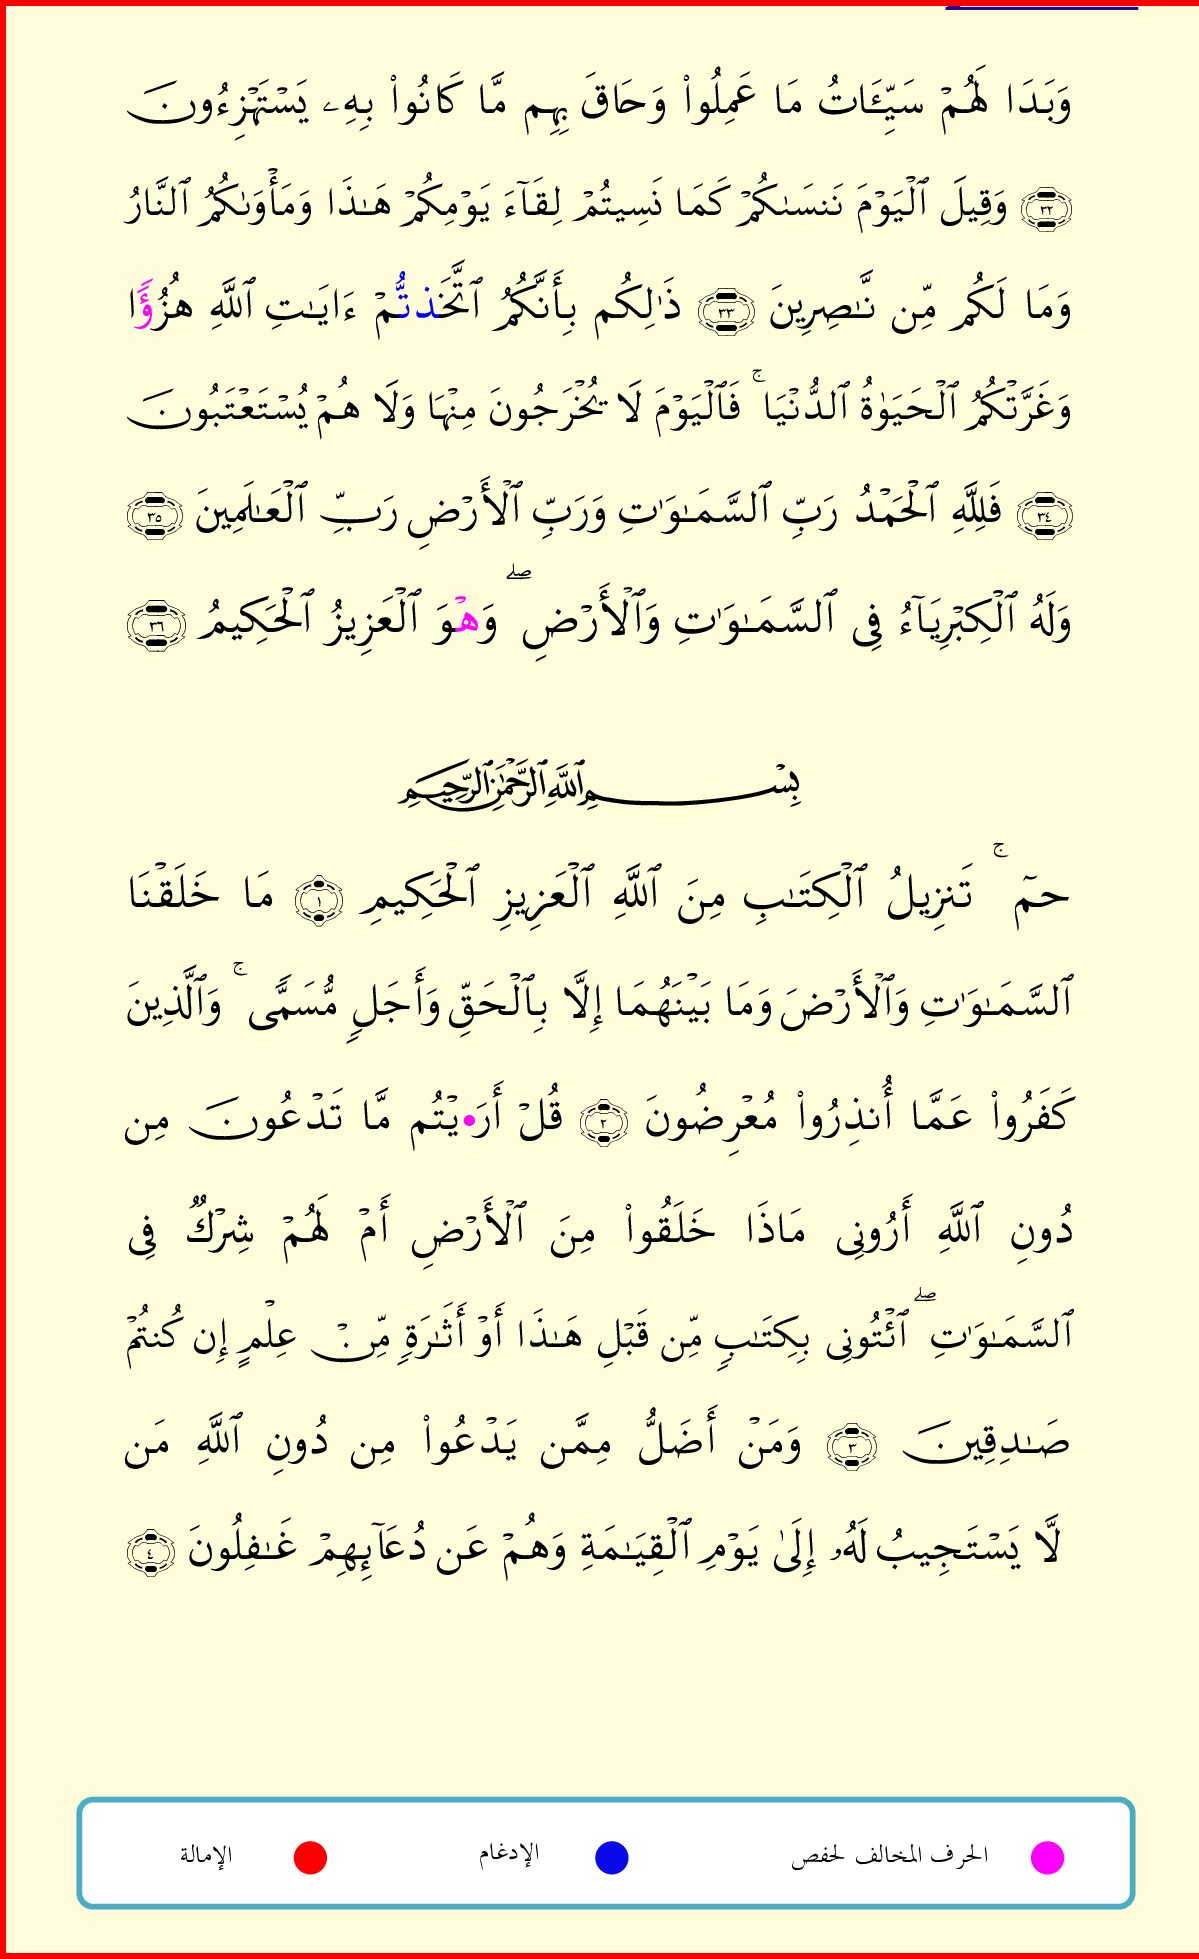 وَبَدَا لَهُمۡ سَيِّـَٔاتُ مَا عَمِلُواْ وَحَاقَ بِهِم مَّا كَانُواْ بِهِۦ يَسۡتَهۡزِءُونَ
٣٢ وَقِيلَ ٱلۡيَوۡمَ نَنسَىٰكُمۡ كَمَا نَسِيتُمۡ لِقَآءَ يَوۡمِكُمۡ هَـٰذَا وَمَأۡوَىٰكُمُ ٱلنَّارُ
وَمَا لَكُم مِّن نَّـٰصِرِينَ ٣٣ ذَٰلِكُم بِأَنَّكُمُ ٱتَّخَذتُّمۡ ءَايَـٰتِ ٱللَّهِ هُزُؤًا
وَغَرَّتۡكُمُ ٱلۡحَيَوٰةُ ٱلدُّنۡيَاۚ فَٱلۡيَوۡمَ لَا يُخۡرَجُونَ مِنۡهَا وَلَا هُمۡ يُسۡتَعۡتَبُونَ
٣٤ فَلِلَّهِ ٱلۡحَمۡدُ رَبِّ ٱلسَّمَـٰوَٰتِ وَرَبِّ ٱلۡأَرۡضِ رَبِّ ٱلۡعَـٰلَمِينَ ٣٥
وَلَهُ ٱلۡكِبۡرِيَآءُ فِى ٱلسَّمَـٰوَٰتِ وَٱلۡأَرۡضِۖ وَهۡوَ ٱلۡعَزِيزُ ٱلۡحَكِيمُ ٣٦
بِسۡمِ ٱللَّهِ ٱلرَّحۡمَٰنِ ٱلرَّحِيمِ
حمٓۚ تَنزِيلُ ٱلۡكِتَـٰبِ مِنَ ٱللَّهِ ٱلۡعَزِيزِ ٱلۡحَكِيمِ ١ مَا خَلَقۡنَا
ٱلسَّمَـٰوَٰتِ وَٱلۡأَرۡضَ وَمَا بَيۡنَهُمَا إِلَّا بِٱلۡحَقِّ وَأَجَلٍ مُّسَمًّىۚ وَٱلَّذِينَ
كَفَرُواْ عَمَّا أُنذِرُواْ مُعۡرِضُونَ ٢ قُلۡ أَرَ•يۡتُم مَّا تَدۡعُونَ مِن
دُونِ ٱللَّهِ أَرُونِى مَاذَا خَلَقُواْ مِنَ ٱلۡأَرۡضِ أَمۡ لَهُمۡ شِرۡكٌ فِى
ٱلسَّمَـٰوَٰتِۖ ٱئۡتُونِى بِكِتَـٰبٍ مِّن قَبۡلِ هَـٰذَا أَوۡ أَثَـٰرَةٍ مِّنۡ عِلۡمٍ إِن كُنتُمۡ
صَـٰدِقِينَ ٣ وَمَنۡ أَضَلُّ مِمَّن يَدۡعُواْ مِن دُونِ ٱللَّهِ مَن
لَّا يَسۡتَجِيبُ لَهُۥ إِلَىٰ يَوۡمِ ٱلۡقِيَـٰمَةِ وَهُمۡ عَن دُعَآئِهِمۡ غَـٰفِلُونَ ٤
الحرف المخالف لحفص الإدغام الإمالة